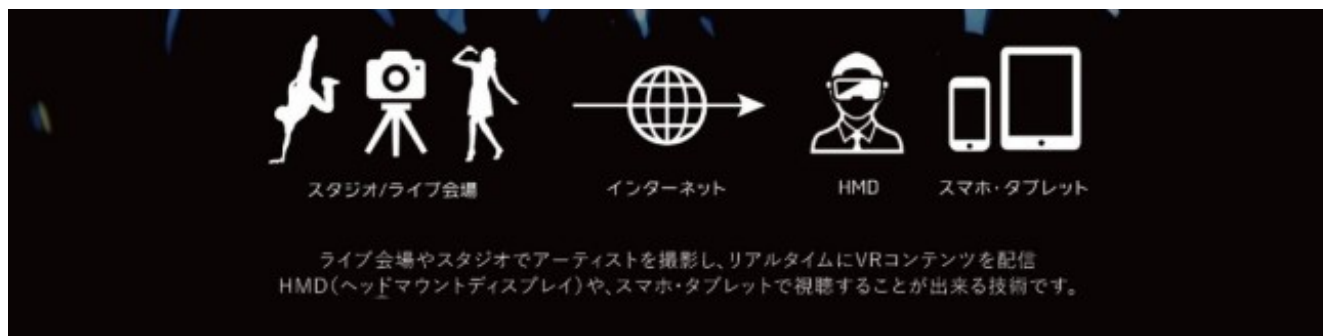 スタジオ/ライブ会場
インターネット
HMD
スマホ・タブレット
ライブ会場やスタジオでアーティストを撮影し、リアルタイムにVRコンテンツを配信
HMD(ヘッドマウントディスプレイ)や、スマホ・タブレットで視聴することが出来る技術です。